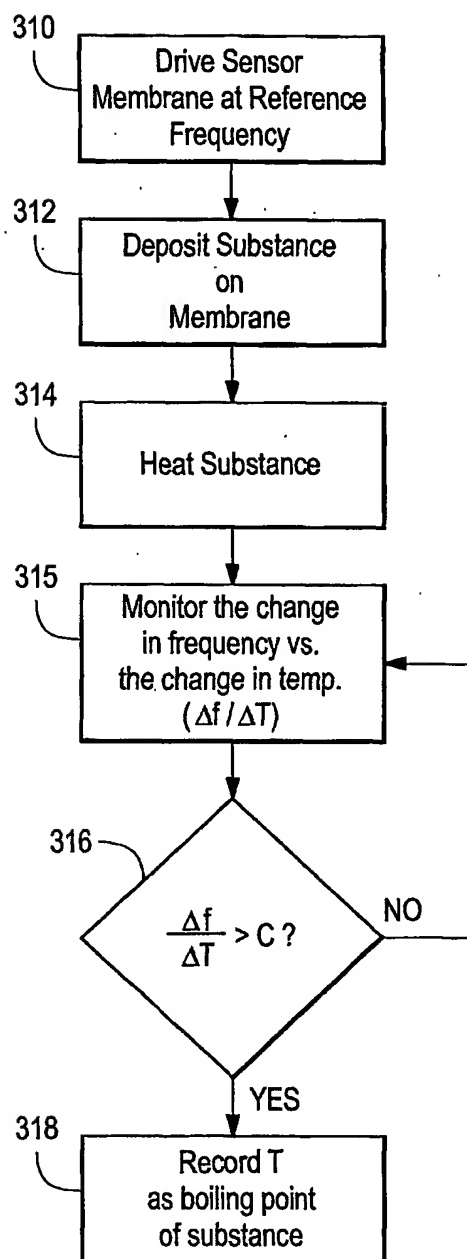 310
Drive Sensor
Membrane at Reference
Frequency
312
Deposit Substance
on
Membrane
314
Heat Substance
315
Monitor the change
in frequency vs.
the change in temp.
(Δf / ΔT)
316
Δf
ΔT > C ?
NO
YES
318
Record T
as boiling point
of substance